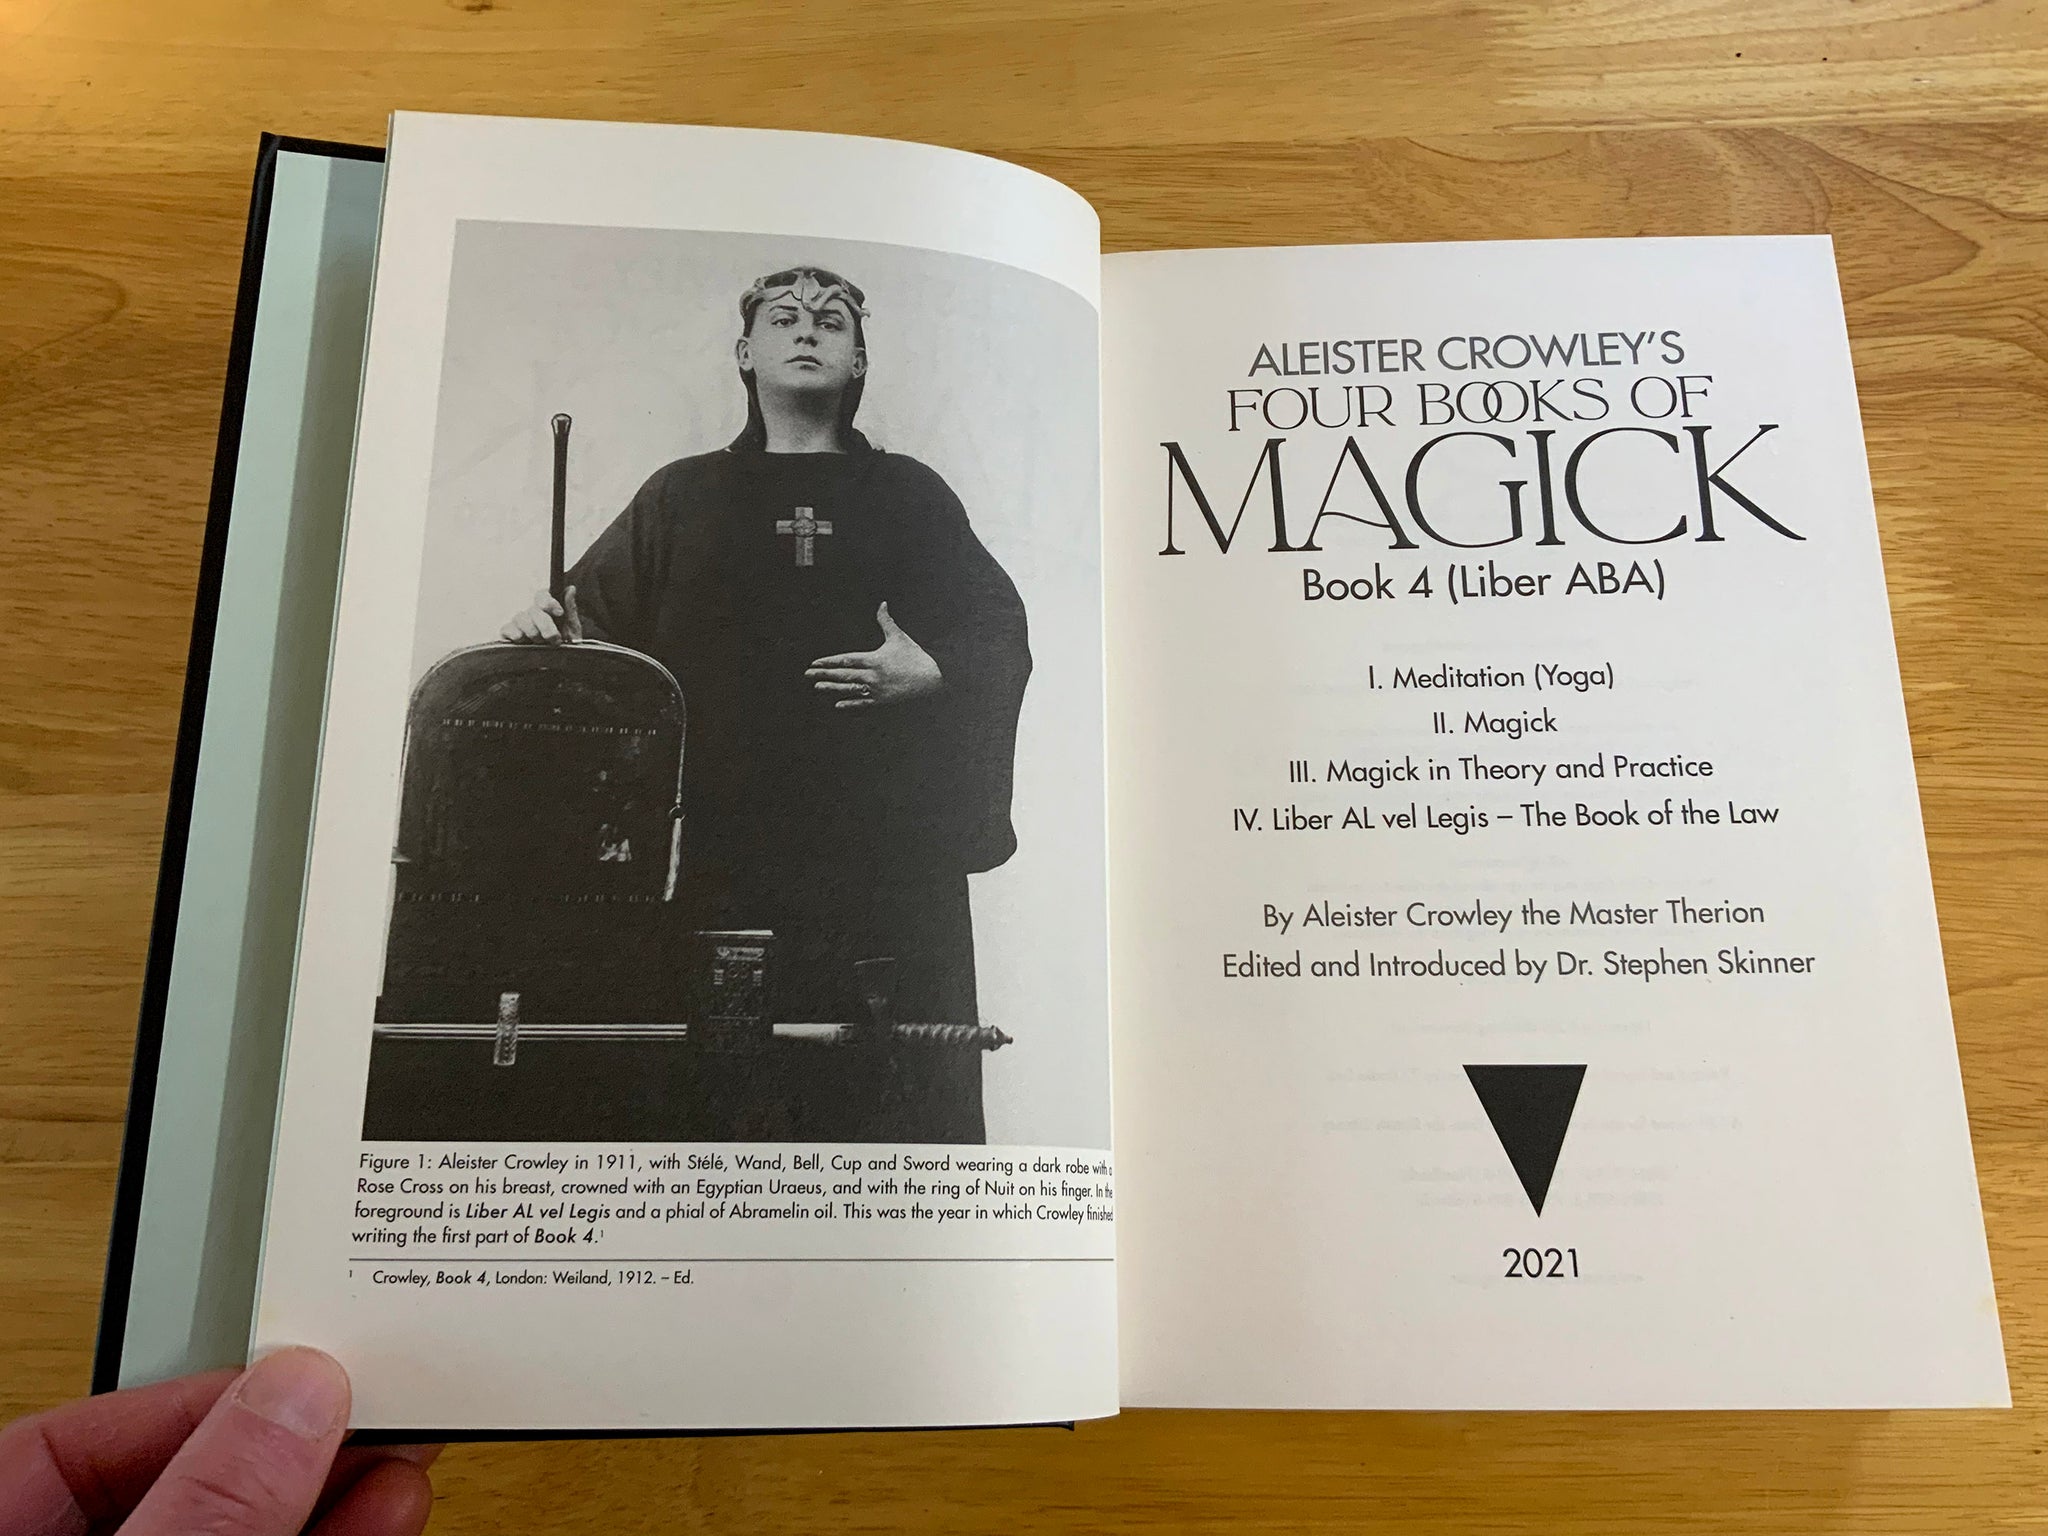 Figure 1: Aleister Crowley in 1911, with Stélé, Wand, Bell, Cup and Sword wearing a dark robe with a
Rose Cross on his breast, crowned with an Egyptian Uraeus, and with the ring of Nuit on his finger. In the
foreground is Liber AL vel Legis and a phial of Abramelin oil. This was the year in which Crowley finished
writing the first part of Book 4.¹
¹ Crowley, Book 4, London: Weiland, 1912. – Ed.
ALEISTER CROWLEY'S
FOUR BOOKS OF
MAGICK
Book 4 (Liber ABA)
I. Meditation (Yoga)
II. Magick
III. Magick in Theory and Practice
IV. Liber AL vel Legis – The Book of the Law
By Aleister Crowley the Master Therion
Edited and Introduced by Dr. Stephen Skinner
2021